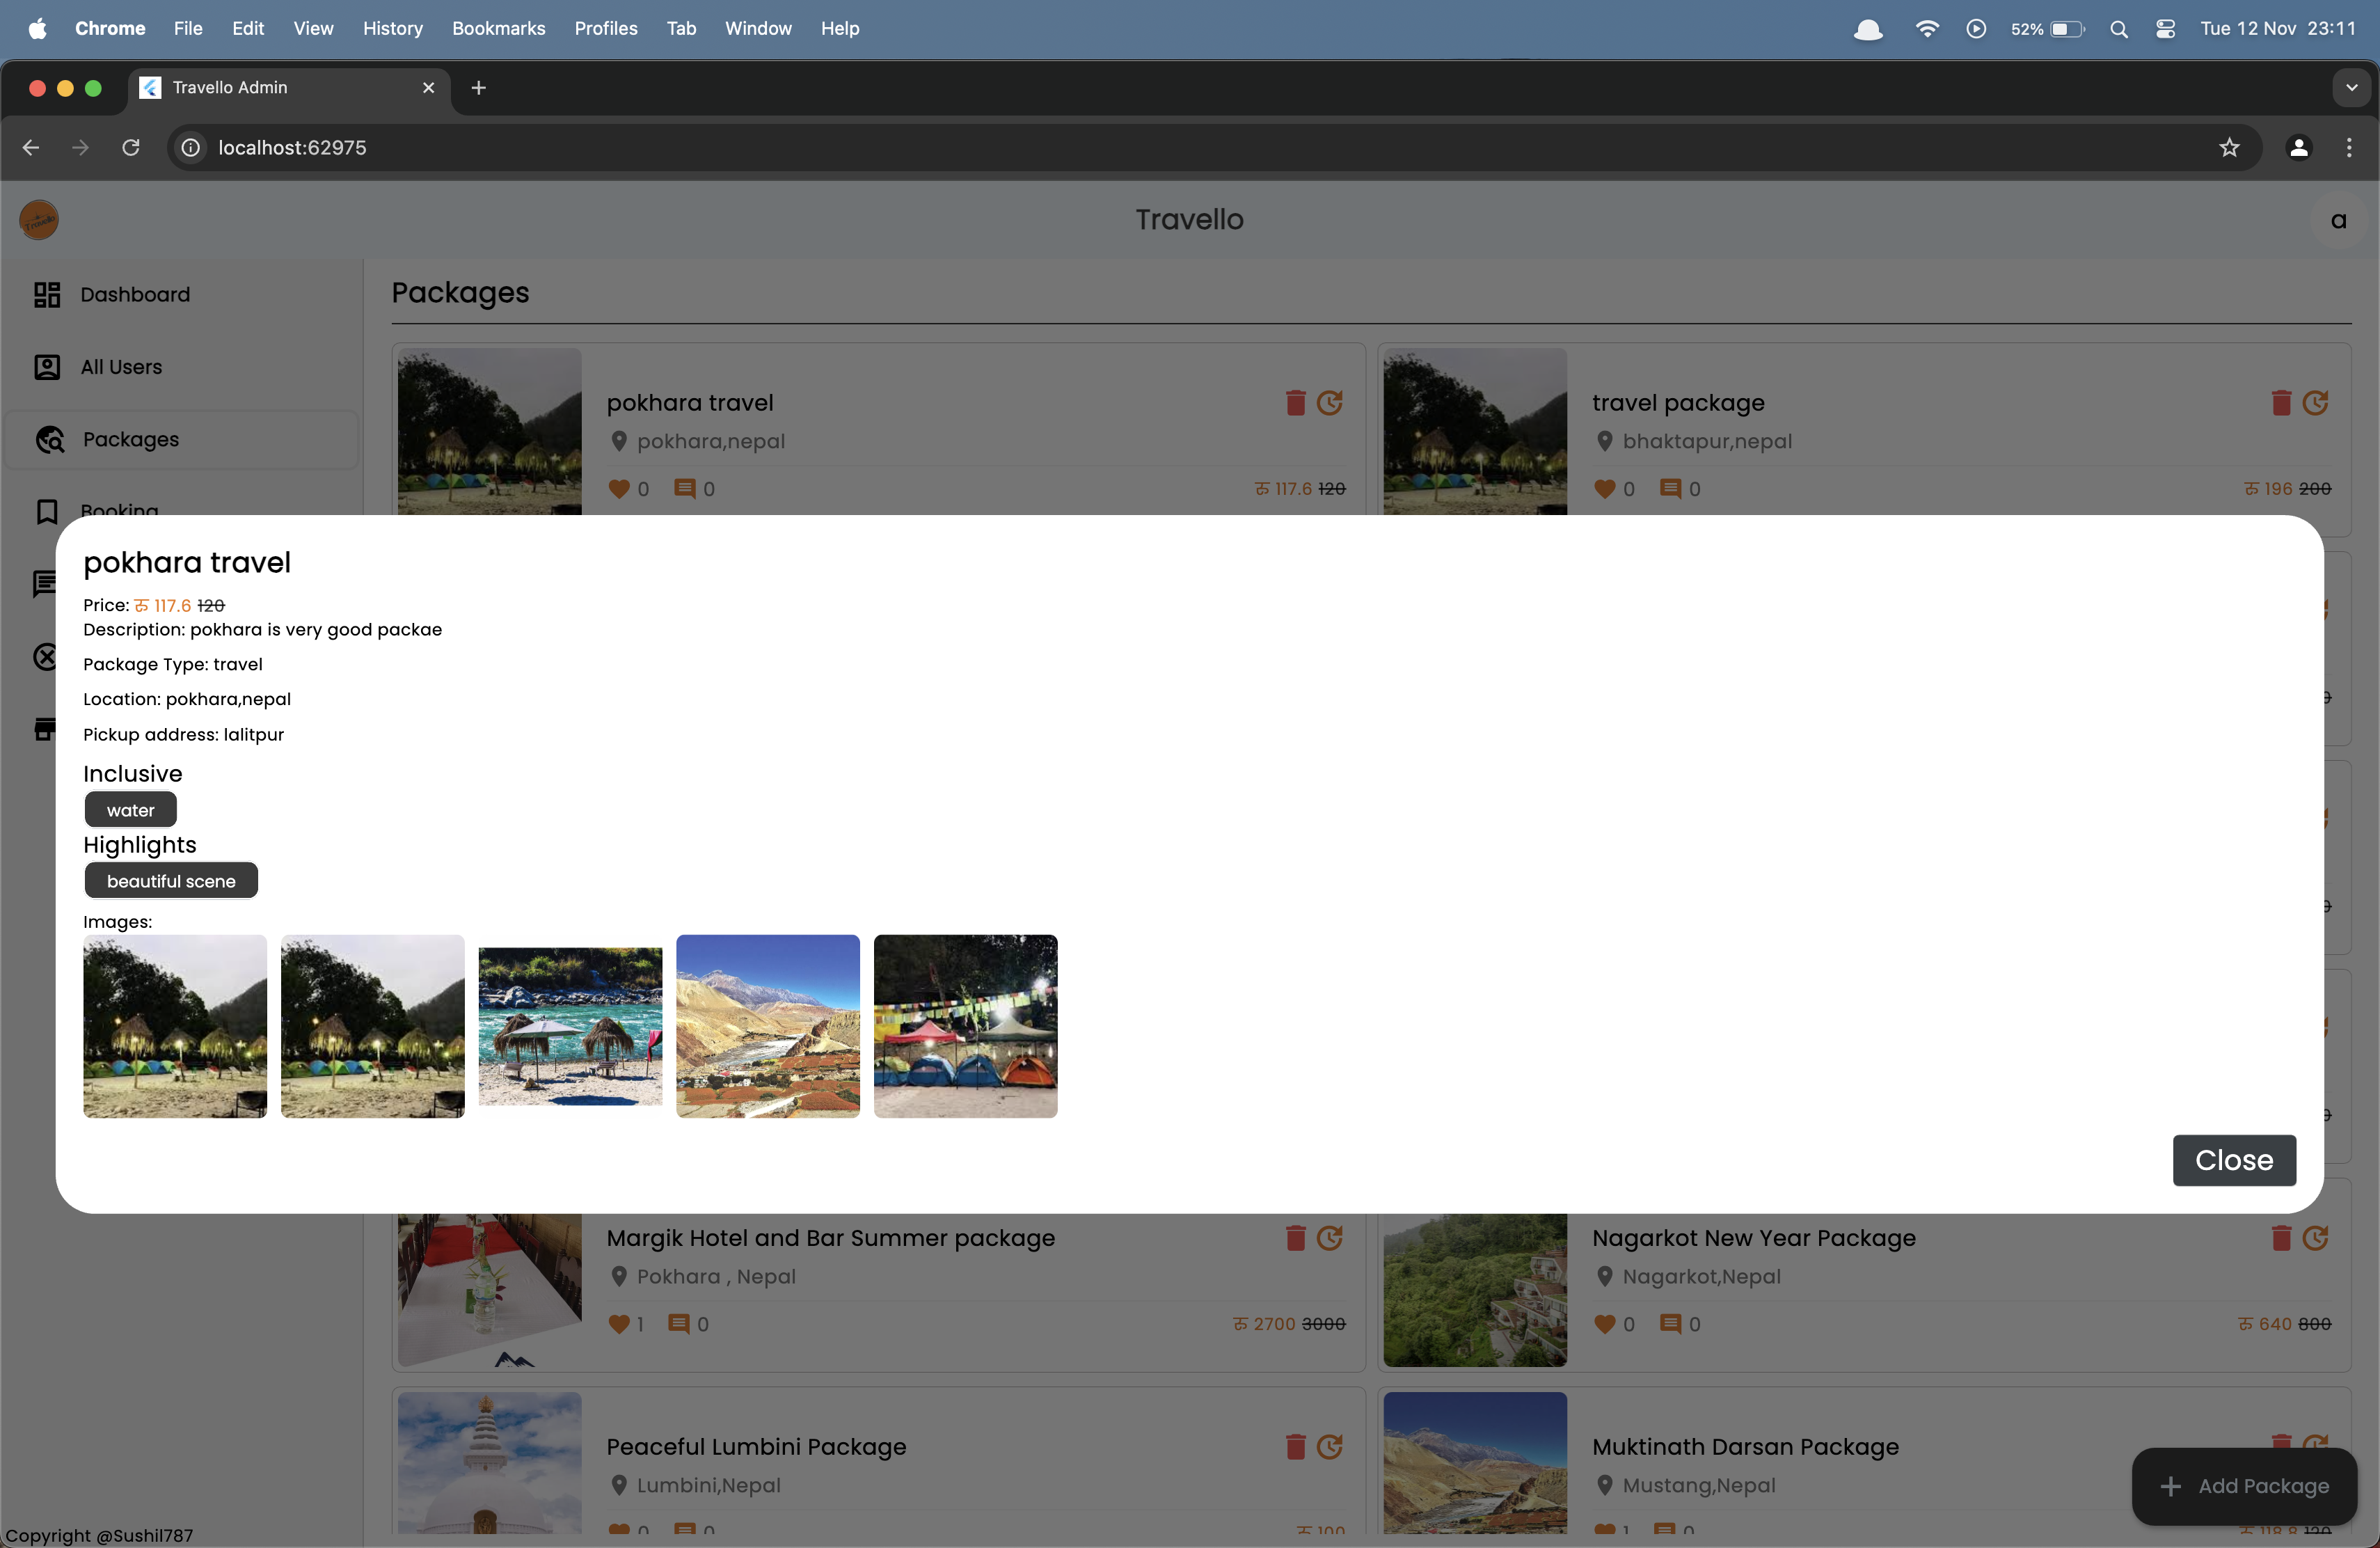 Chrome File Edit View History Bookmarks Profiles Tab Window Help 52% Tue 12 Nov 23:11
Travello Admin
localhost:62975
Travello
a
Dashboard
All Users
Packages
Booking
Packages
pokhara travel
pokhara,nepal
0 0
रु 117.6 120
travel package
bhaktapur,nepal
0 0
रु 196 200
pokhara travel
Price: रु 117.6 120
Description: pokhara is very good packae
Package Type: travel
Location: pokhara,nepal
Pickup address: lalitpur
Inclusive
water
Highlights
beautiful scene
Images:
Close
Margik Hotel and Bar Summer package
Pokhara , Nepal
1 0
रु 2700 3000
Nagarkot New Year Package
Nagarkot,Nepal
0 0
रु 640 800
Peaceful Lumbini Package
Lumbini,Nepal
0 0
रु 100
Muktinath Darsan Package
Mustang,Nepal
1 0
रु 118.8 120
Add Package
Copyright @Sushil787